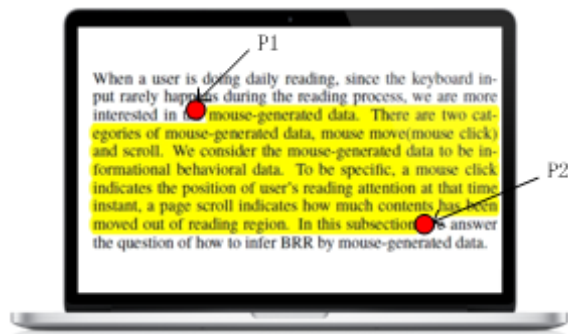 P1
When a user is doing daily reading, since the keyboard in-
put rarely happens during the reading process, we are more
interested in the mouse-generated data. There are two cat-
egories of mouse-generated data, mouse move(mouse click)
and scroll. We consider the mouse-generated data to be in-
formational behavioral data. To be specific, a mouse click
indicates the position of user's reading attention at that time
instant, a page scroll indicates how much contents has been
P2
moved out of reading region. In this subsection answer
the question of how to infer BRR by mouse-generated data.